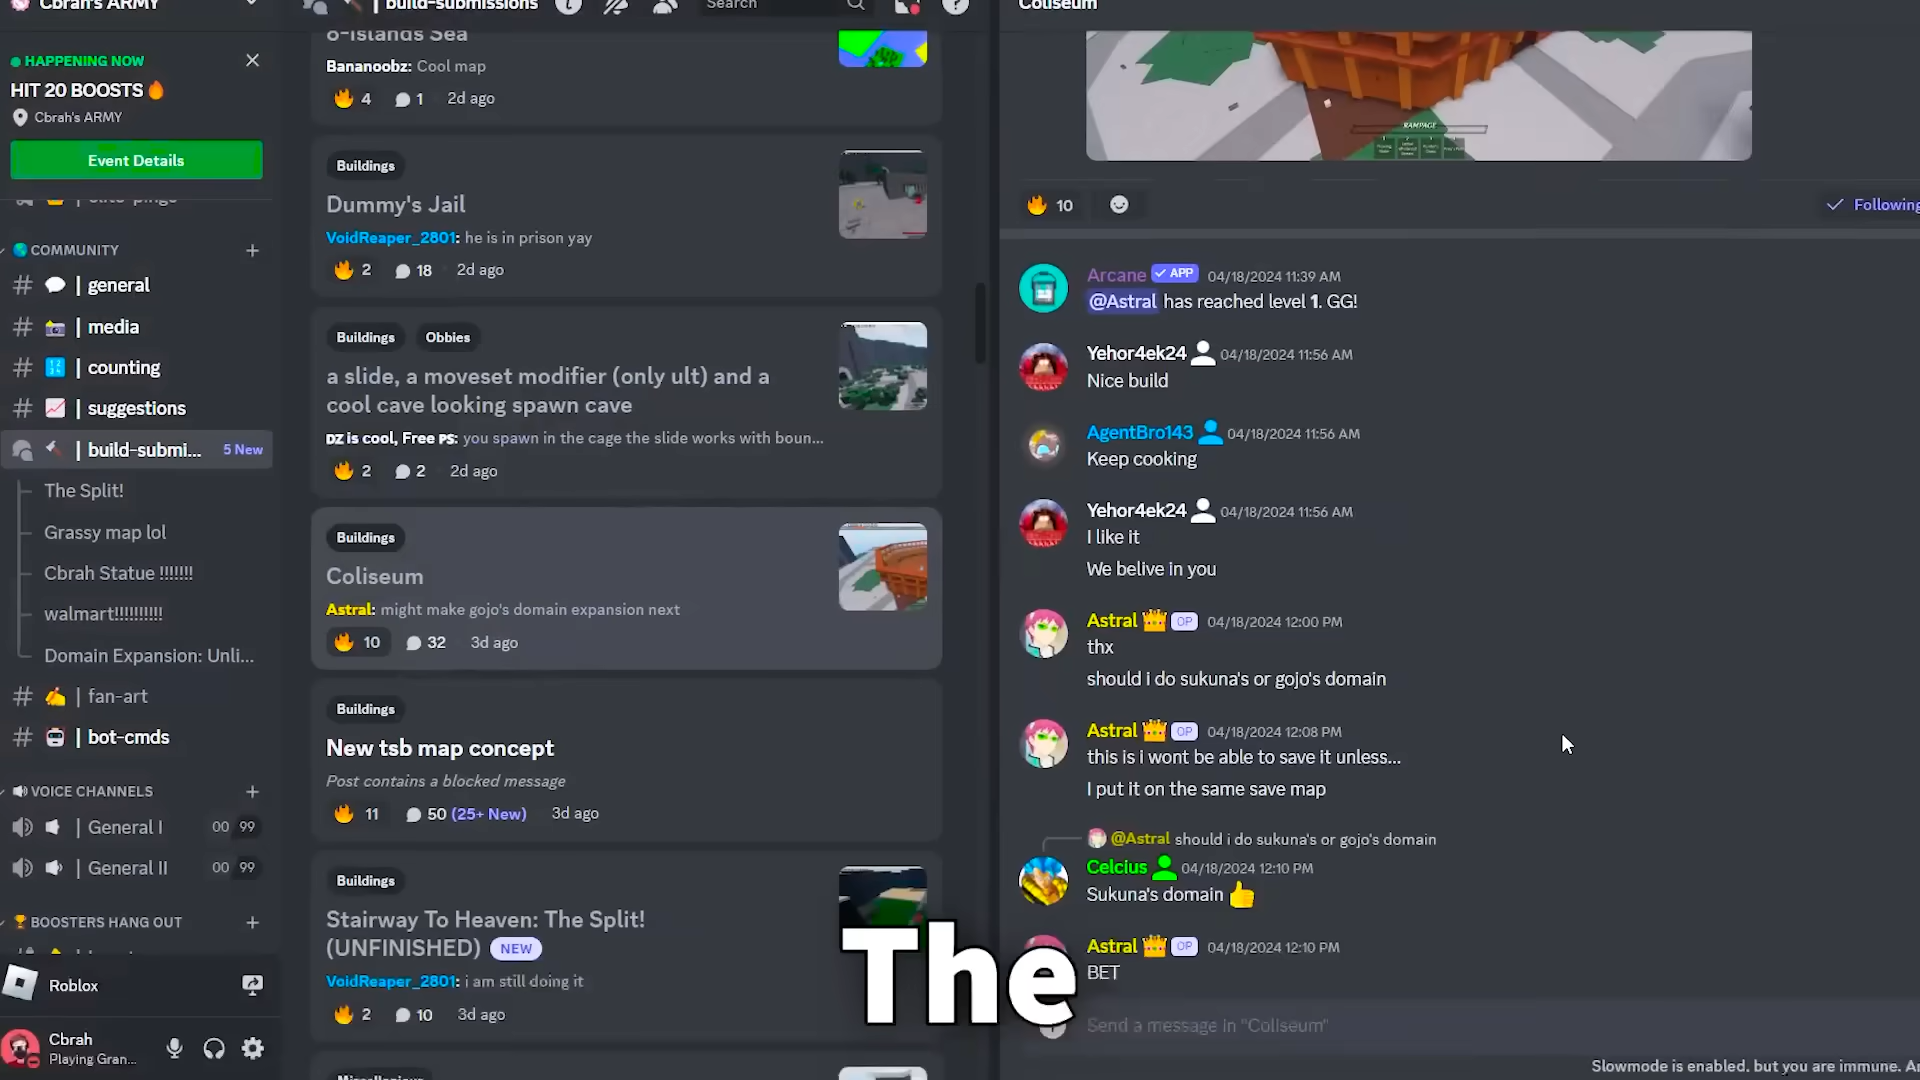 Cbrah's ARMY
HAPPENING NOW
HIT 20 BOOSTS🔥
Cbrah's ARMY
Event Details
COMMUNITY
# 💬 | general
# 📷 | media
# 🔢 | counting
# 📈 | suggestions
| build-submi... 5 New
The Split!
Grassy map lol
Cbrah Statue !!!!!!!
walmart!!!!!!!!!!
Domain Expansion: Unli...
# ✍️ | fan-art
# 🤖 | bot-cmds
VOICE CHANNELS
| General I 00 99
| General II 00 99
🏆BOOSTERS HANG OUT
Roblox
Cbrah
Playing Gran...
| build-submissions
Search
8-Islands Sea
Bananoobz: Cool map
🔥 4 1 2d ago
Buildings
Dummy's Jail
VoidReaper_2801: he is in prison yay
🔥 2 18 · 2d ago
Buildings Obbies
a slide, a moveset modifier (only ult) and a
cool cave looking spawn cave
DZ is cool, Free PS: you spawn in the cage the slide works with boun...
🔥 2 2 · 2d ago
Buildings
Coliseum
Astral: might make gojo's domain expansion next
🔥 10 32 · 3d ago
Buildings
New tsb map concept
Post contains a blocked message
🔥 11 50 (25+ New) · 3d ago
Buildings
Stairway To Heaven: The Split!
(UNFINISHED) NEW
VoidReaper_2801: i am still doing it
🔥 2 10 · 3d ago
The
Coliseum
RAMPAGE
🔥 10
Following
Arcane ✓ APP 04/18/2024 11:39 AM
@Astral has reached level 1. GG!
Yehor4ek24 04/18/2024 11:56 AM
Nice build
AgentBro143 04/18/2024 11:56 AM
Keep cooking
Yehor4ek24 04/18/2024 11:56 AM
I like it
We belive in you
Astral 👑 OP 04/18/2024 12:00 PM
thx
should i do sukuna's or gojo's domain
Astral 👑 OP 04/18/2024 12:08 PM
this is i wont be able to save it unless...
I put it on the same save map
@Astral should i do sukuna's or gojo's domain
Celcius 04/18/2024 12:10 PM
Sukuna's domain 👍
Astral 👑 OP 04/18/2024 12:10 PM
BET
Send a message in "Coliseum"
Slowmode is enabled, but you are immune.